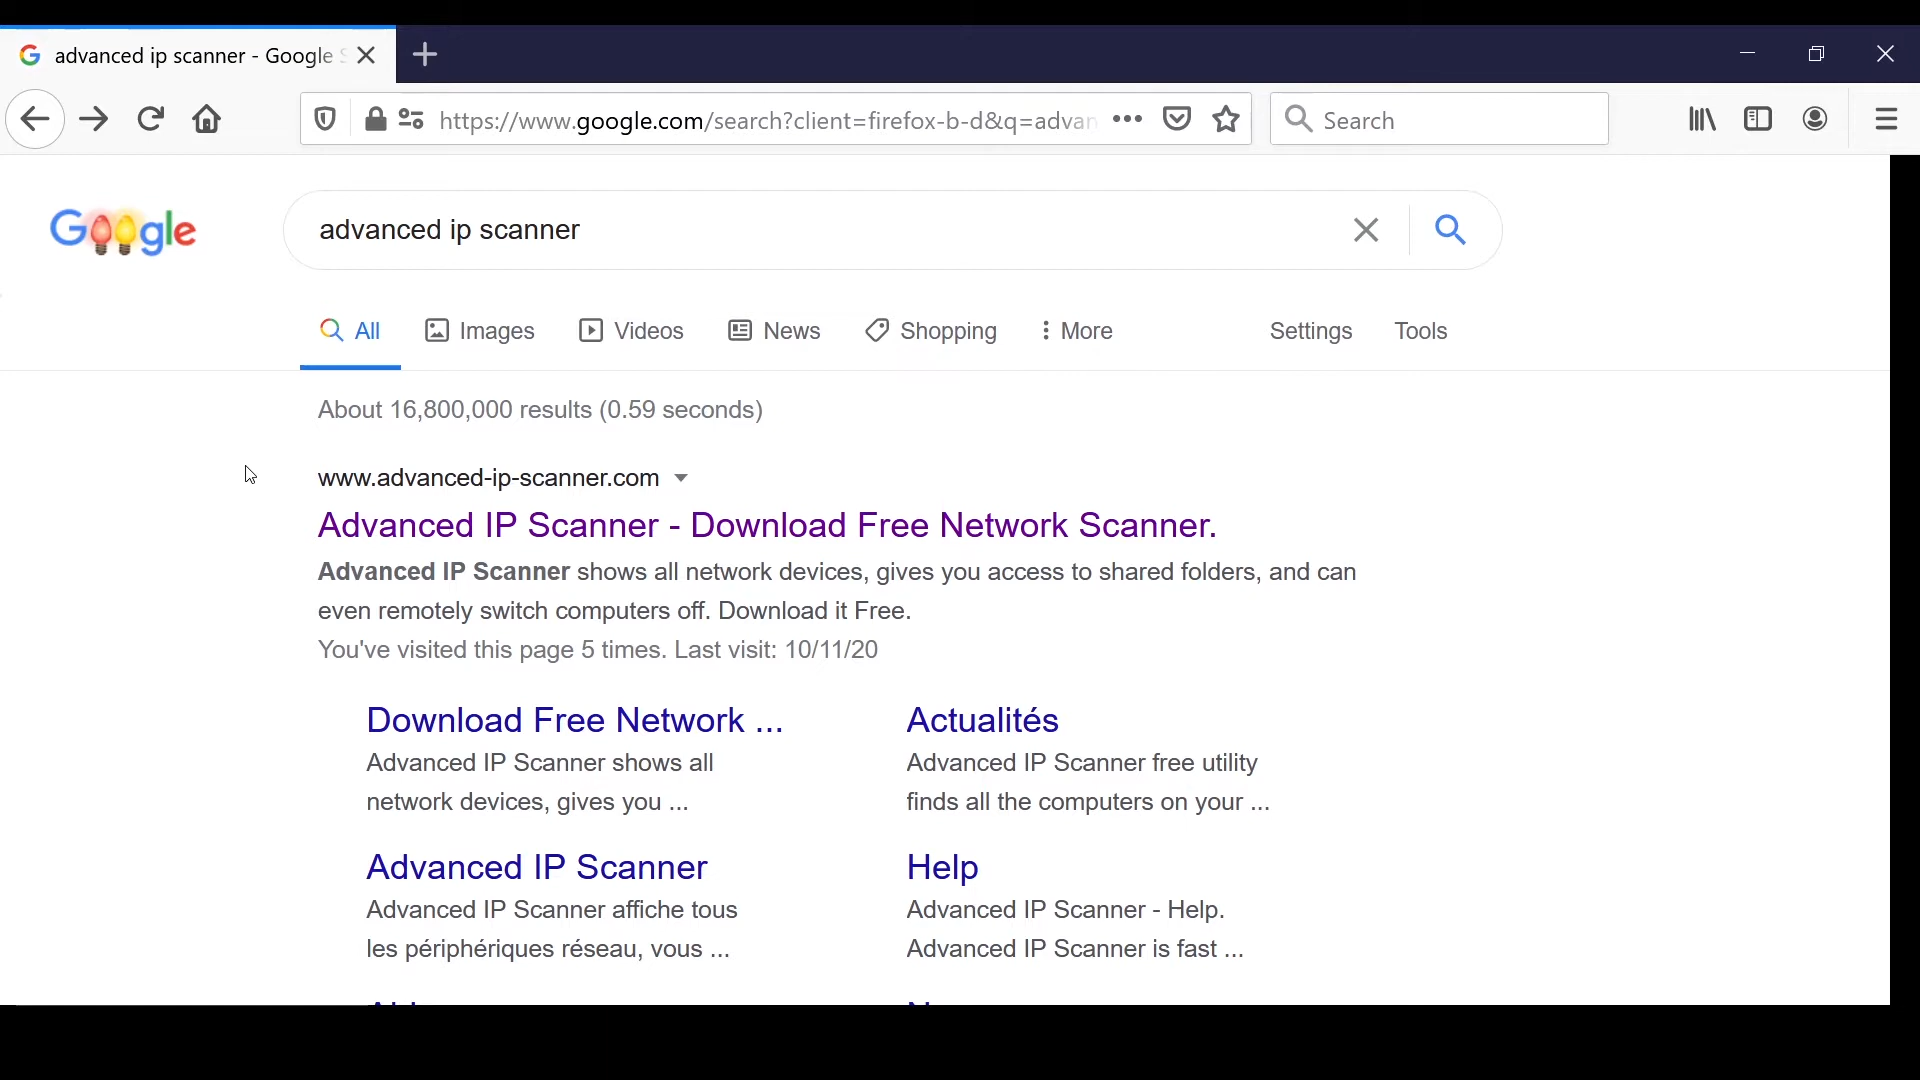 advanced ip scanner - Google
https://www.google.com/search?client=firefox-b-d&q=advan
Search
Google
advanced ip scanner
All Images Videos News Shopping More Settings Tools
About 16,800,000 results (0.59 seconds)
www.advanced-ip-scanner.com
Advanced IP Scanner - Download Free Network Scanner.
Advanced IP Scanner shows all network devices, gives you access to shared folders, and can
even remotely switch computers off. Download it Free.
You've visited this page 5 times. Last visit: 10/11/20
Download Free Network ...
Advanced IP Scanner shows all
network devices, gives you ...
Actualités
Advanced IP Scanner free utility
finds all the computers on your ...
Advanced IP Scanner
Advanced IP Scanner affiche tous
les périphériques réseau, vous ...
Help
Advanced IP Scanner - Help.
Advanced IP Scanner is fast ...